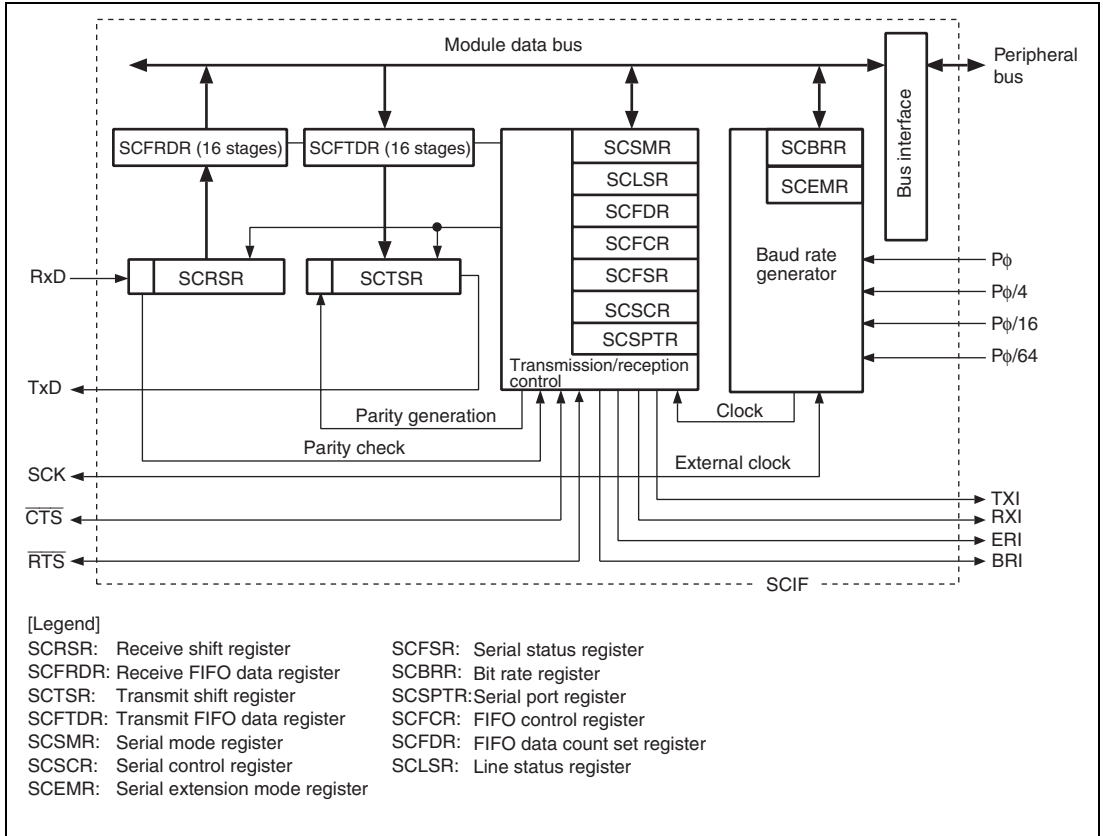 Module data bus
Peripheral
bus
Bus interface
SCFRDR (16 stages)
SCFTDR (16 stages)
SCSMR
SCLSR
SCFDR
SCFCR
SCFSR
SCSCR
SCSPTR
Transmission/reception
control
SCBRR
SCEMR
Baud rate
generator
RxD
SCRSR
SCTSR
Pϕ
Pϕ/4
Pϕ/16
Pϕ/64
TxD
Parity generation
Clock
Parity check
External clock
SCK
CTS
RTS
TXI
RXI
ERI
BRI
SCIF
[Legend]
SCRSR: Receive shift register
SCFRDR: Receive FIFO data register
SCTSR: Transmit shift register
SCFTDR: Transmit FIFO data register
SCSMR: Serial mode register
SCSCR: Serial control register
SCEMR: Serial extension mode register
SCFSR: Serial status register
SCBRR: Bit rate register
SCSPTR: Serial port register
SCFCR: FIFO control register
SCFDR: FIFO data count set register
SCLSR: Line status register